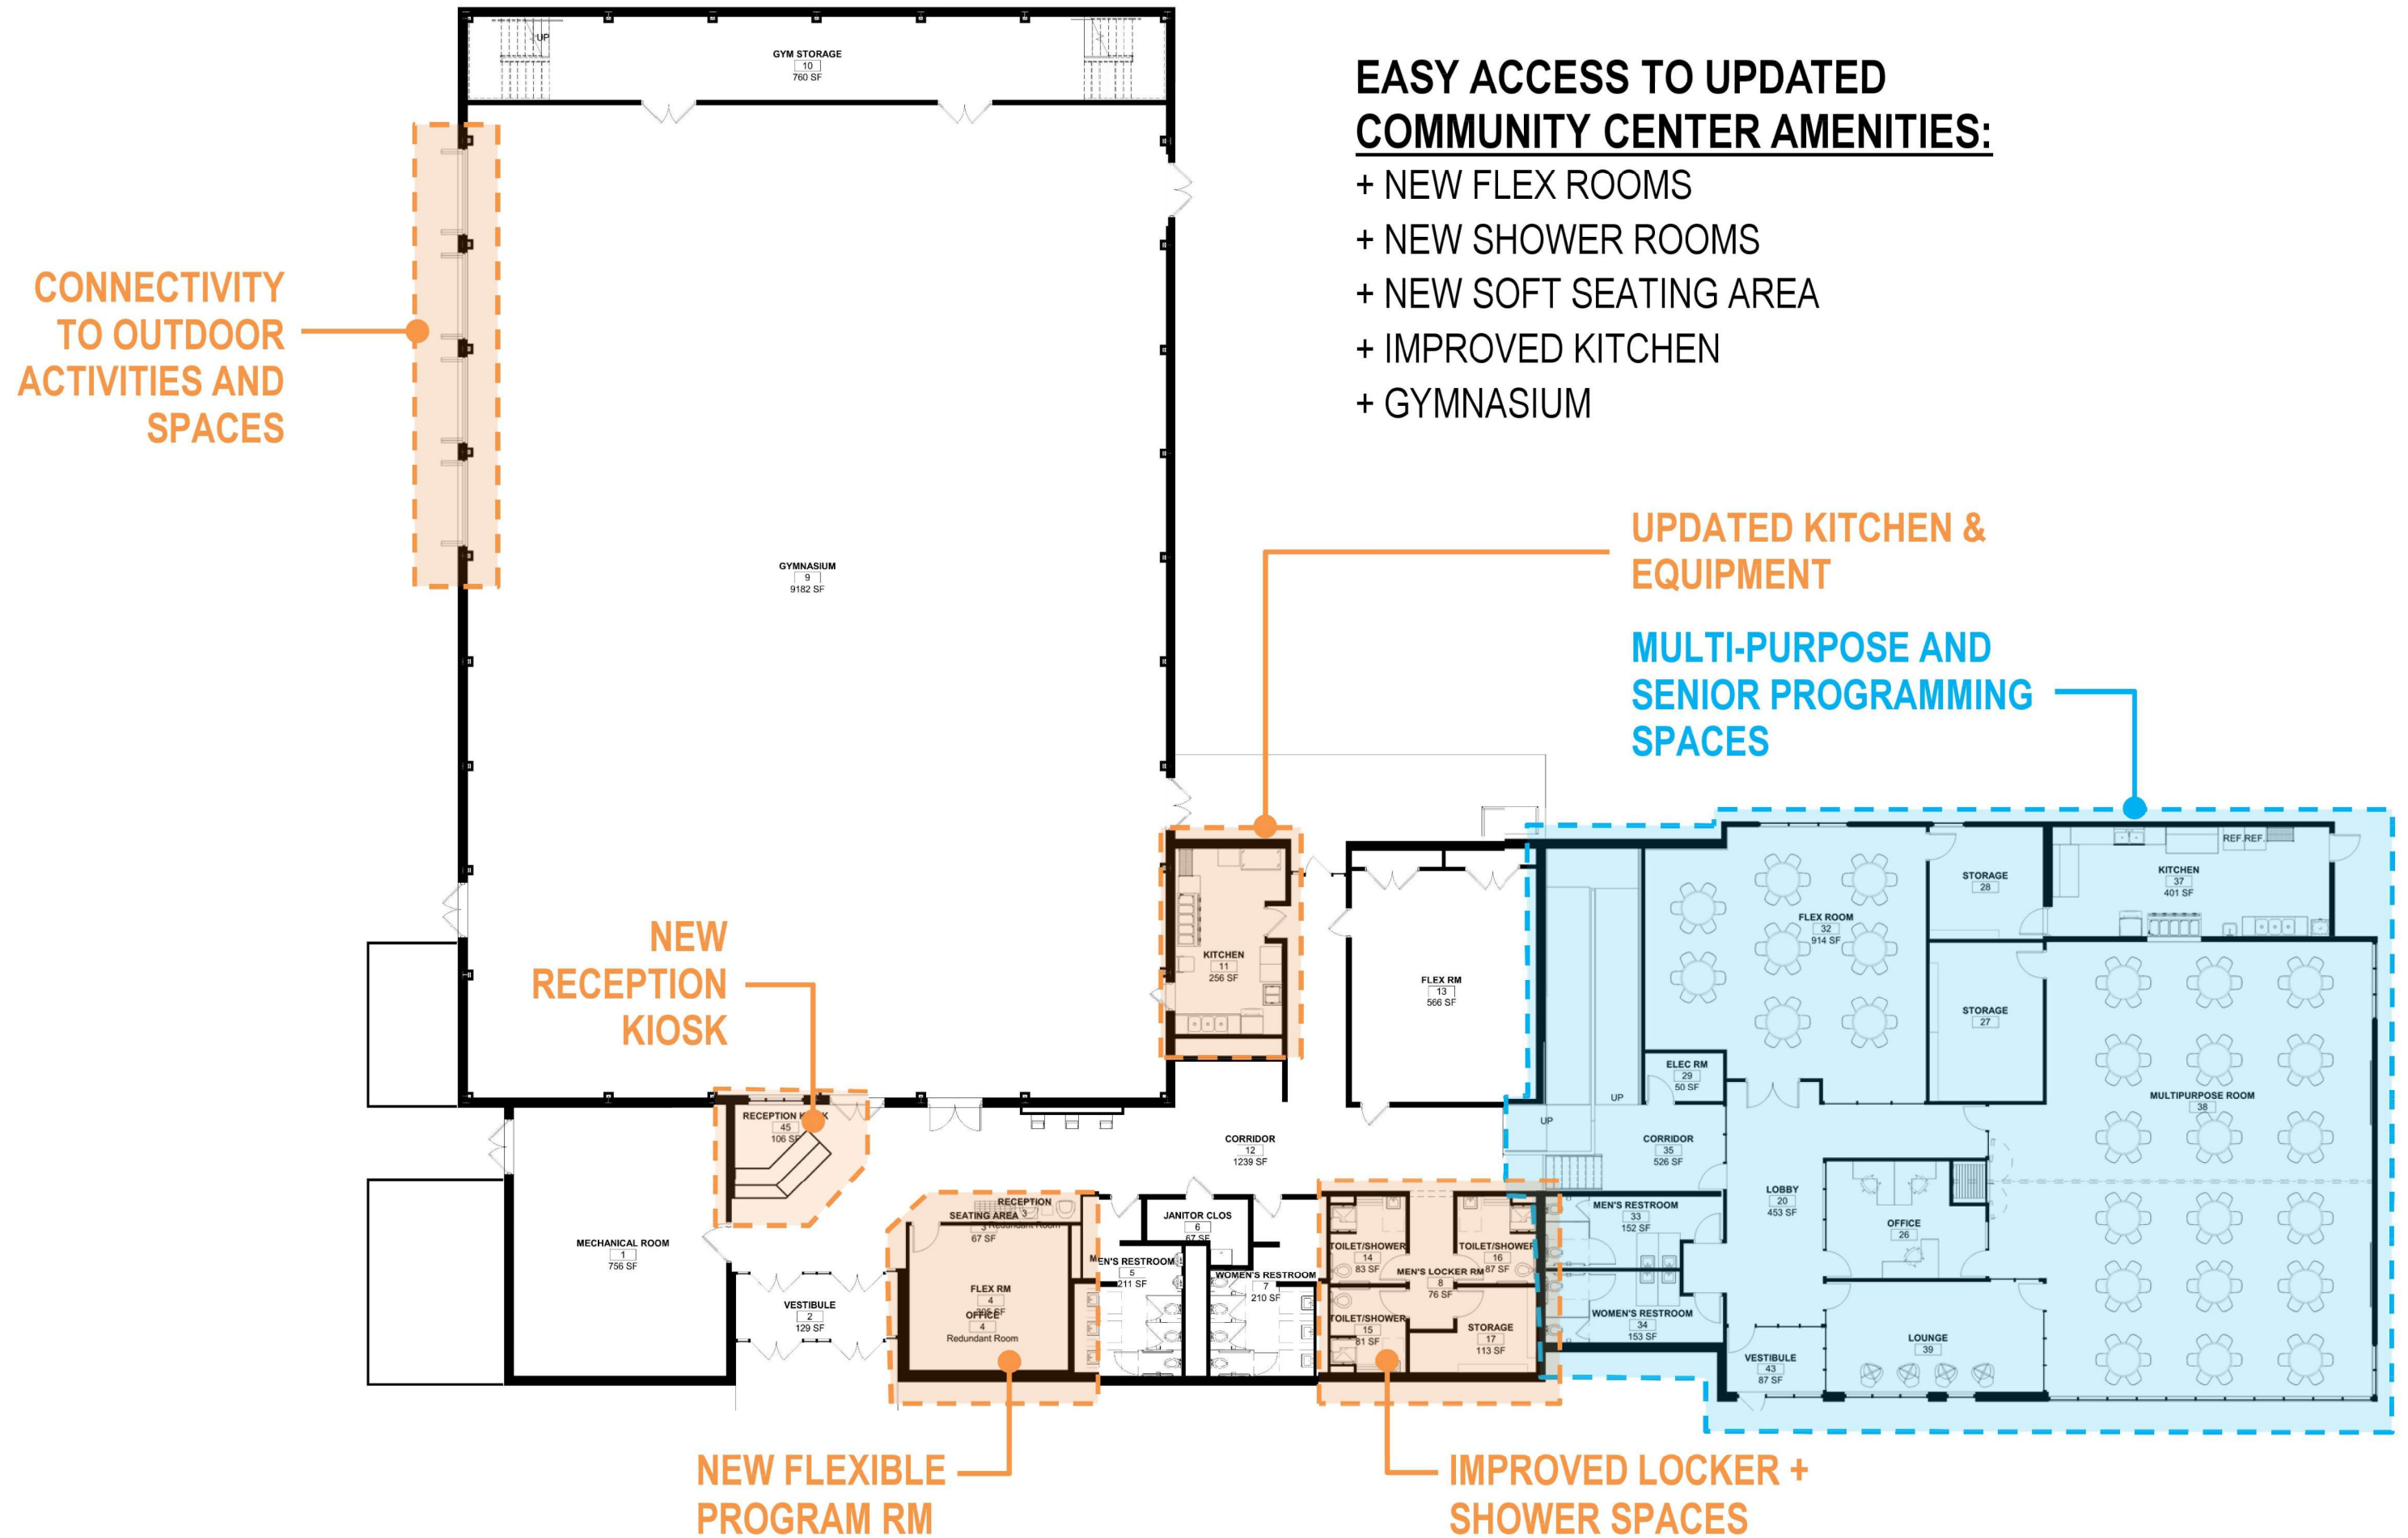 UP
GYM STORAGE
10
760 SF
EASY ACCESS TO UPDATED
COMMUNITY CENTER AMENITIES:
+ NEW FLEX ROOMS
+ NEW SHOWER ROOMS
+ NEW SOFT SEATING AREA
+ IMPROVED KITCHEN
+ GYMNASIUM
CONNECTIVITY
TO OUTDOOR
ACTIVITIES AND
SPACES
GYMNASIUM
9
9182 SF
UPDATED KITCHEN &
EQUIPMENT
MULTI-PURPOSE AND
SENIOR PROGRAMMING
SPACES
NEW
RECEPTION
KIOSK
KITCHEN
11
256 SF
FLEX RM
13
566 SF
FLEX ROOM
32
914 SF
STORAGE
28
REF.REF.
KITCHEN
37
401 SF
STORAGE
27
ELEC RM
29
50 SF
UP
UP
MULTIPURPOSE ROOM
38
RECEPTION
45
106 SF
CORRIDOR
12
1239 SF
CORRIDOR
35
526 SF
LOBBY
20
453 SF
OFFICE
26
MECHANICAL ROOM
1
756 SF
VESTIBULE
2
129 SF
RECEPTION
3
Redundant Room
SEATING AREA
3
67 SF
FLEX RM
4
OFFICE
4
Redundant Room
JANITOR CLOS
6
67 SF
MEN'S RESTROOM
5
211 SF
WOMEN'S RESTROOM
7
210 SF
TOILET/SHOWER
14
83 SF
TOILET/SHOWER
16
87 SF
MEN'S LOCKER RM
8
76 SF
TOILET/SHOWER
15
81 SF
STORAGE
17
113 SF
MEN'S RESTROOM
33
152 SF
WOMEN'S RESTROOM
34
153 SF
VESTIBULE
43
87 SF
LOUNGE
39
NEW FLEXIBLE
PROGRAM RM
IMPROVED LOCKER +
SHOWER SPACES